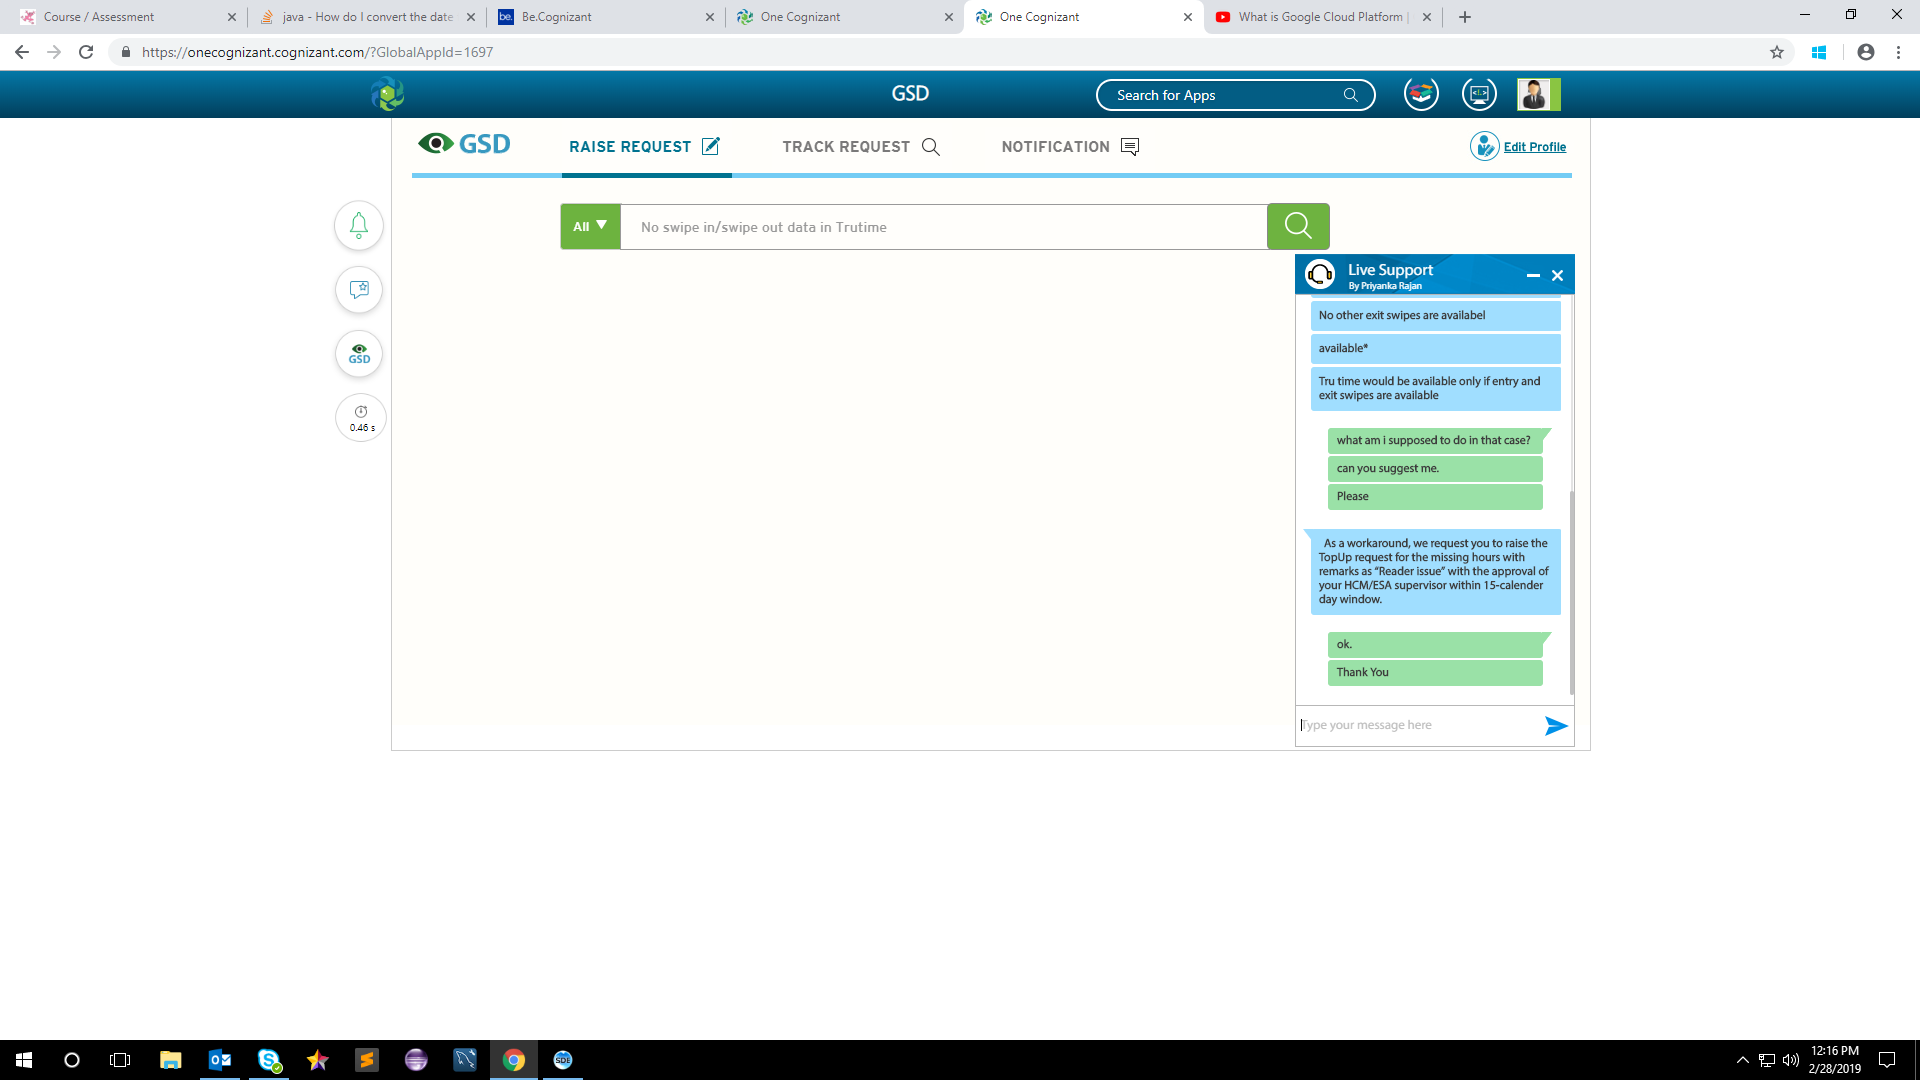 Course / Assessment
java - How do I convert the date
Be.Cognizant
One Cognizant
One Cognizant
What is Google Cloud Platform |
https://onecognizant.cognizant.com/?GlobalAppId=1697
GSD
Search for Apps
GSD
RAISE REQUEST
TRACK REQUEST
NOTIFICATION
Edit Profile
All
No swipe in/swipe out data in Trutime
GSD
0.46 s
Live Support
By Priyanka Rajan
No other exit swipes are availabel
available*
Tru time would be available only if entry and
exit swipes are available
what am i supposed to do in that case?
can you suggest me.
Please
As a workaround, we request you to raise the
TopUp request for the missing hours with
remarks as “Reader issue” with the approval of
your HCM/ESA supervisor within 15-calender
day window.
ok.
Thank You
Type your message here
be.
SDE
12:16 PM
2/28/2019